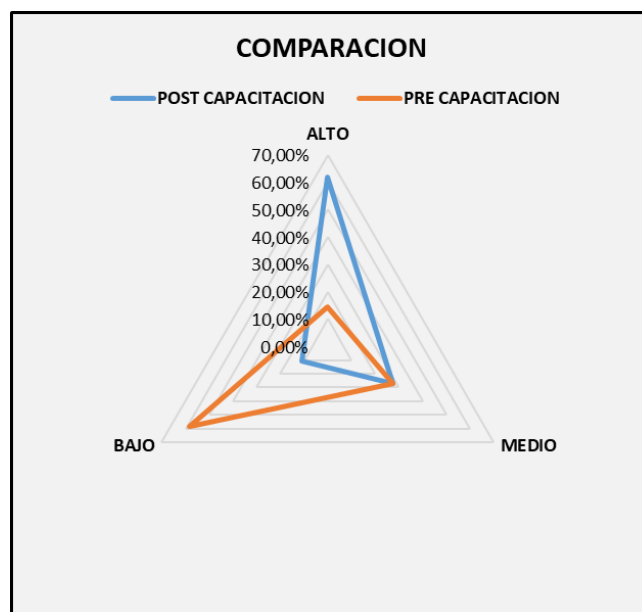 COMPARACION
POST CAPACITACION PRE CAPACITACION
ALTO
70,00%
60,00%
50,00%
40,00%
30,00%
20,00%
10,00%
0,00%
BAJO MEDIO